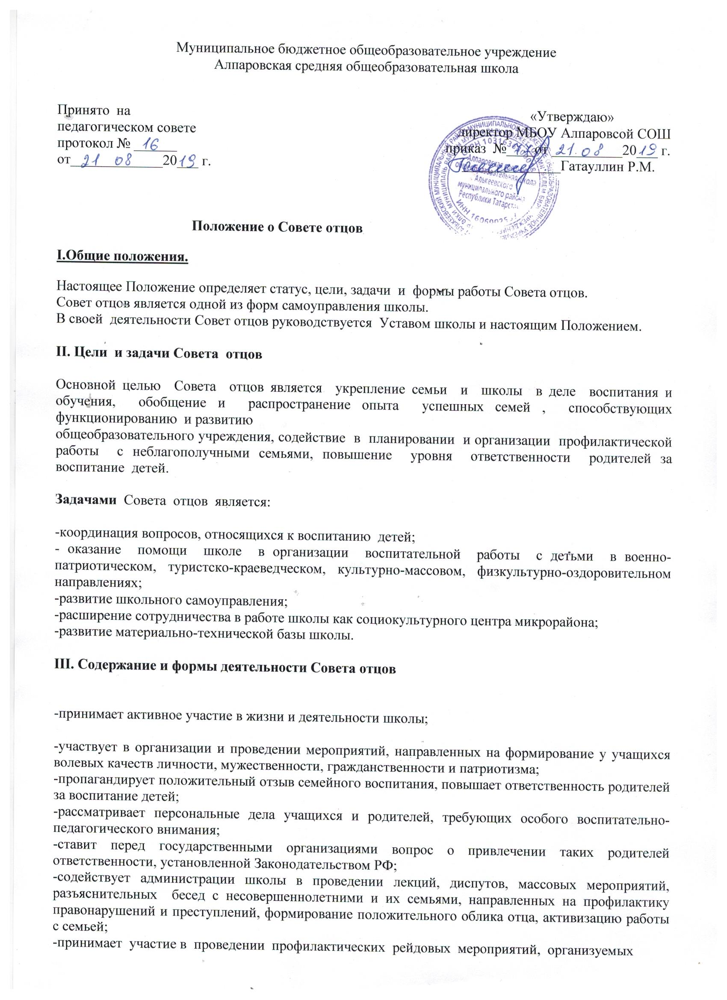 Муниципальное бюджетное общеобразовательное учреждение
Алпаровская средняя общеобразовательная школа
Принято на
педагогическом совете
протокол № 16
от 21 08 2019 г.
«Утверждаю»
директор МБОУ Алпаровсой СОШ
приказ № 77 от 21.08 2019 г.
Гатауллин Р.М.
Алпаровская средняя
общеобразовательная школа
Алькеевского
муниципального района
Республики Татарст
Положение о Совете отцов
I.Общие положения.
Настоящее Положение определяет статус, цели, задачи и формы работы Совета отцов.
Совет отцов является одной из форм самоуправления школы.
В своей деятельности Совет отцов руководствуется Уставом школы и настоящим Положением.
II. Цели и задачи Совета отцов
Основной целью Совета отцов является укрепление семьи и школы в деле воспитания и
обучения, обобщение и распространение опыта успешных семей , способствующих
функционированию и развитию
общеобразовательного учреждения, содействие в планировании и организации профилактической
работы с неблагополучными семьями, повышение уровня ответственности родителей за
воспитание детей.
Задачами Совета отцов является:
-координация вопросов, относящихся к воспитанию детей;
- оказание помощи школе в организации воспитательной работы с детьми в военно-
патриотическом, туристско-краеведческом, культурно-массовом, физкультурно-оздоровительном
направлениях;
-развитие школьного самоуправления;
-расширение сотрудничества в работе школы как социокультурного центра микрорайона;
-развитие материально-технической базы школы.
III. Содержание и формы деятельности Совета отцов
-принимает активное участие в жизни и деятельности школы;
-участвует в организации и проведении мероприятий, направленных на формирование у учащихся
волевых качеств личности, мужественности, гражданственности и патриотизма;
-пропагандирует положительный отзыв семейного воспитания, повышает ответственность родителей
за воспитание детей;
-рассматривает персональные дела учащихся и родителей, требующих особого воспитательно-
педагогического внимания;
-ставит перед государственными организациями вопрос о привлечении таких родителей
ответственности, установленной Законодательством РФ;
-содействует администрации школы в проведении лекций, диспутов, массовых мероприятий,
разъяснительных бесед с несовершеннолетними и их семьями, направленных на профилактику
правонарушений и преступлений, формирование положительного облика отца, активизацию работы
с семьей;
-принимает участие в проведении профилактических рейдовых мероприятий, организуемых